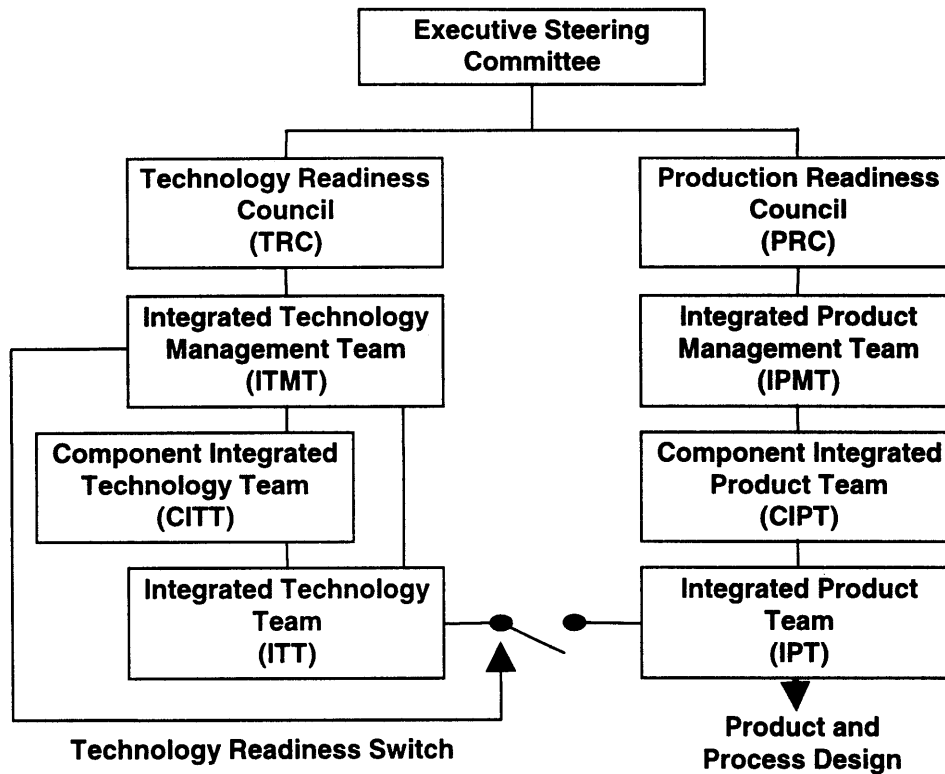 Executive Steering
Committee
Technology Readiness
Council
(TRC)
Production Readiness
Council
(PRC)
Integrated Technology
Management Team
(ITMT)
Integrated Product
Management Team
(IPMT)
Component Integrated
Technology Team
(CITT)
Component Integrated
Product Team
(CIPT)
Integrated Technology
Team
(ITT)
Integrated Product
Team
(IPT)
Technology Readiness Switch
Product and
Process Design